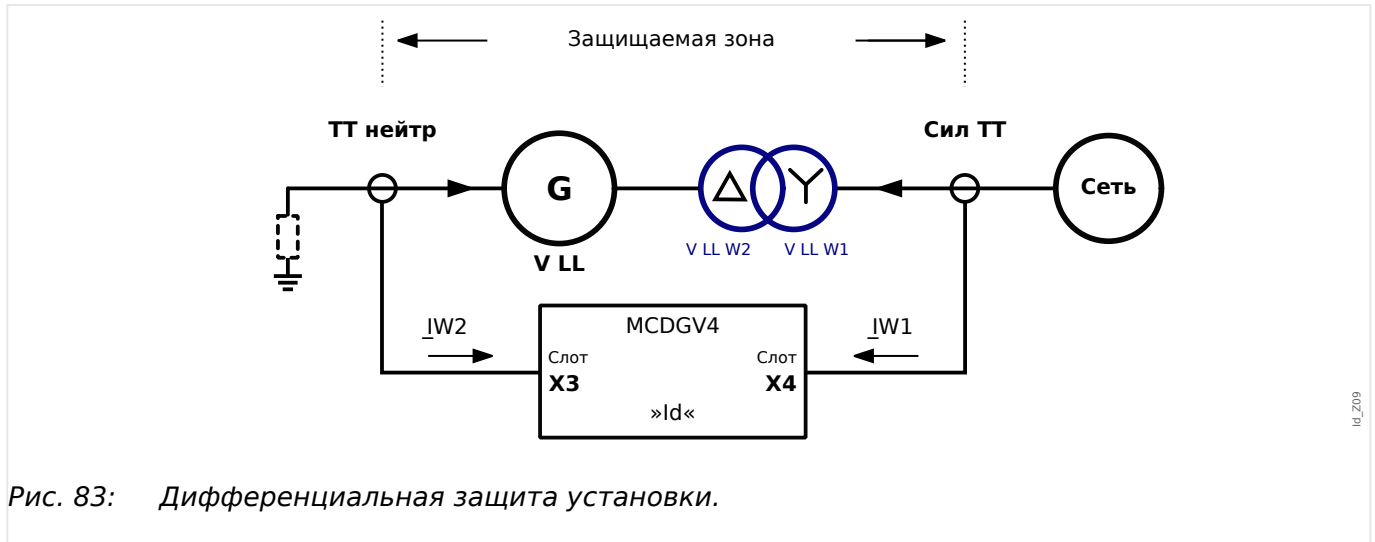 Защищаемая зона
ТТ нейтр
Сил ТТ
G
Сеть
V LL W2
V LL W1
V LL
IW2
MCDGV4
IW1
Слот
Слот
X3
X4
»Id«
Id_Z09
Рис. 83: Дифференциальная защита установки.